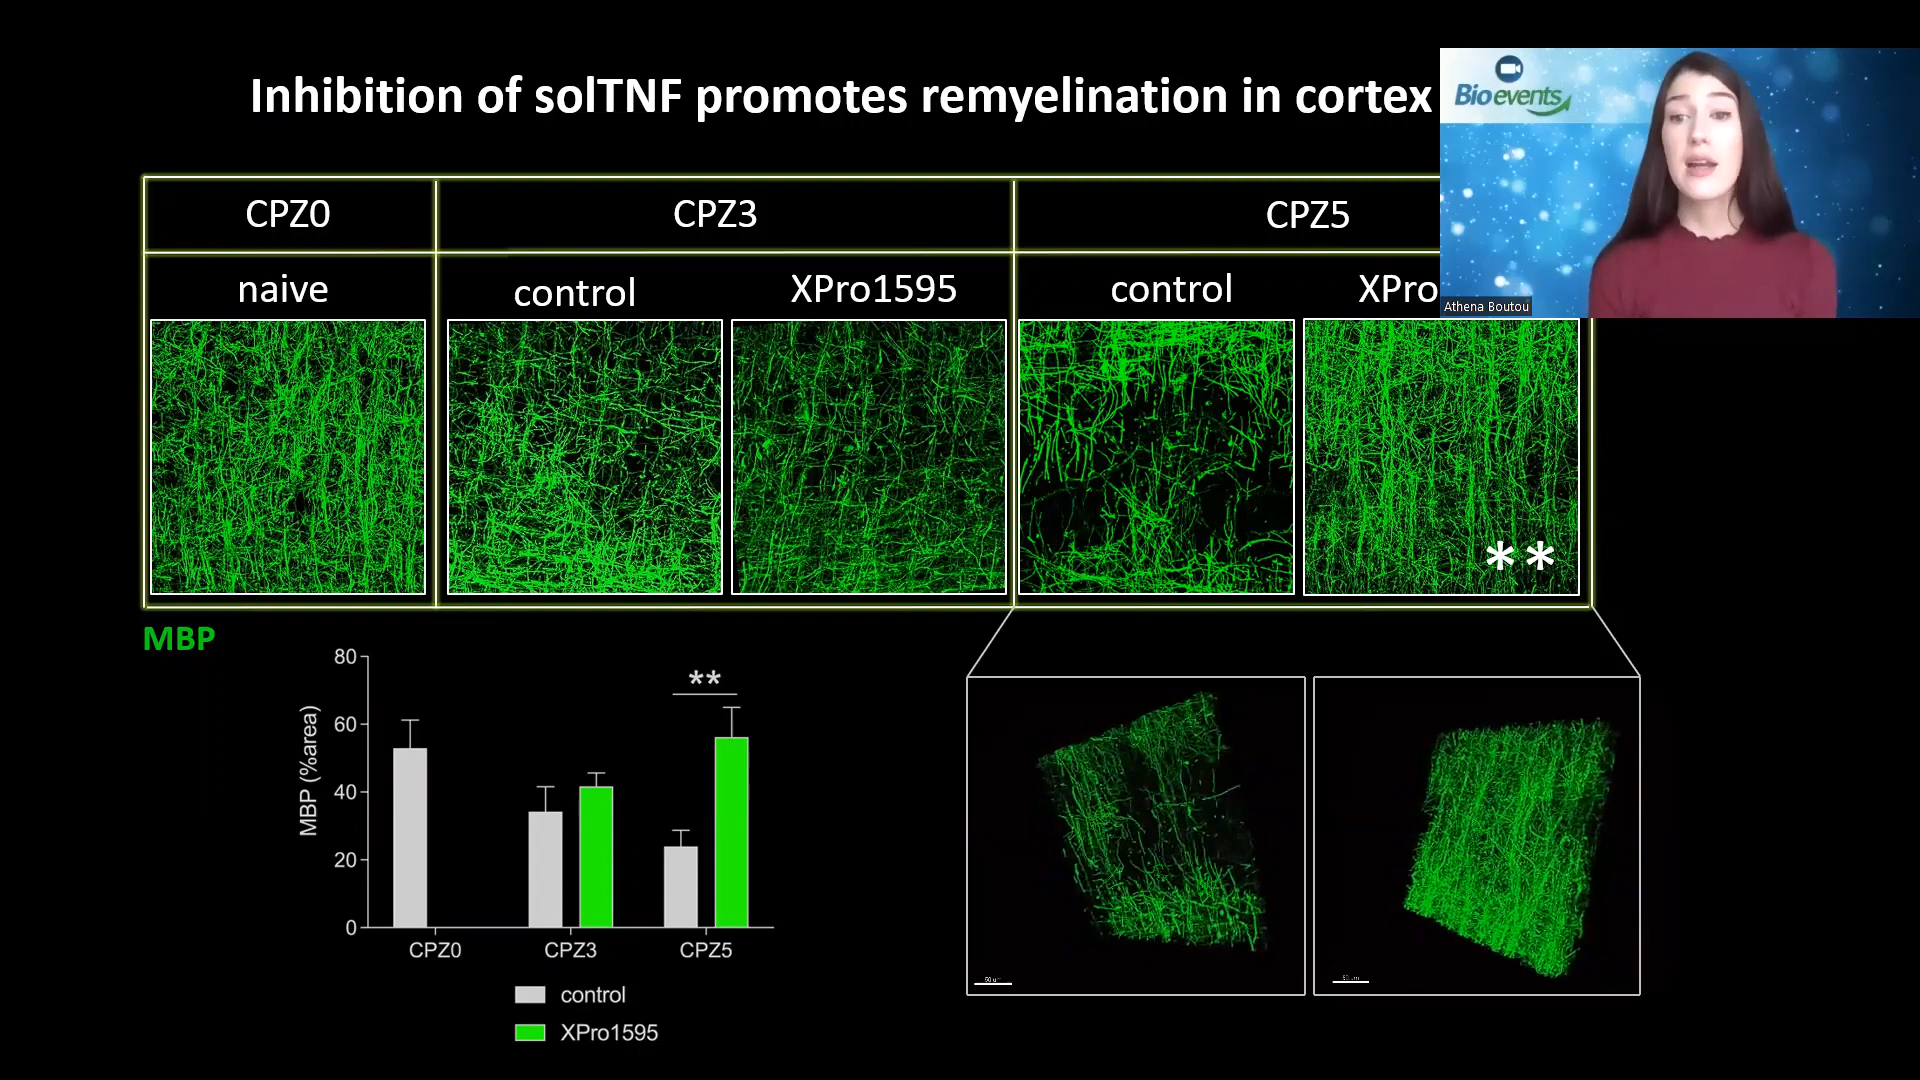 Inhibition of solTNF promotes remyelination in cortex
Bioevents
Athena Boutou
CPZ0
CPZ3
CPZ5
naive
control
XPro1595
control
XPro
**
MBP
80
60
40
20
0
MBP (%area)
**
CPZ0
CPZ3
CPZ5
control
XPro1595